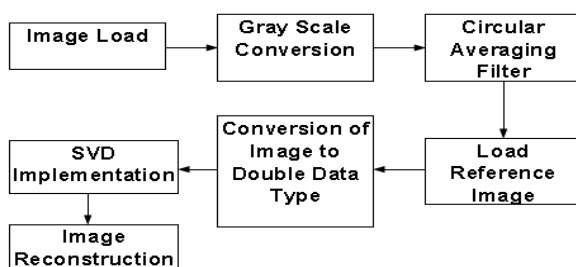 Image Load
Gray Scale
Conversion
Circular
Averaging
Filter
Load
Reference
Image
Conversion of
Image to
Double Data
Type
SVD
Implementation
Image
Reconstruction